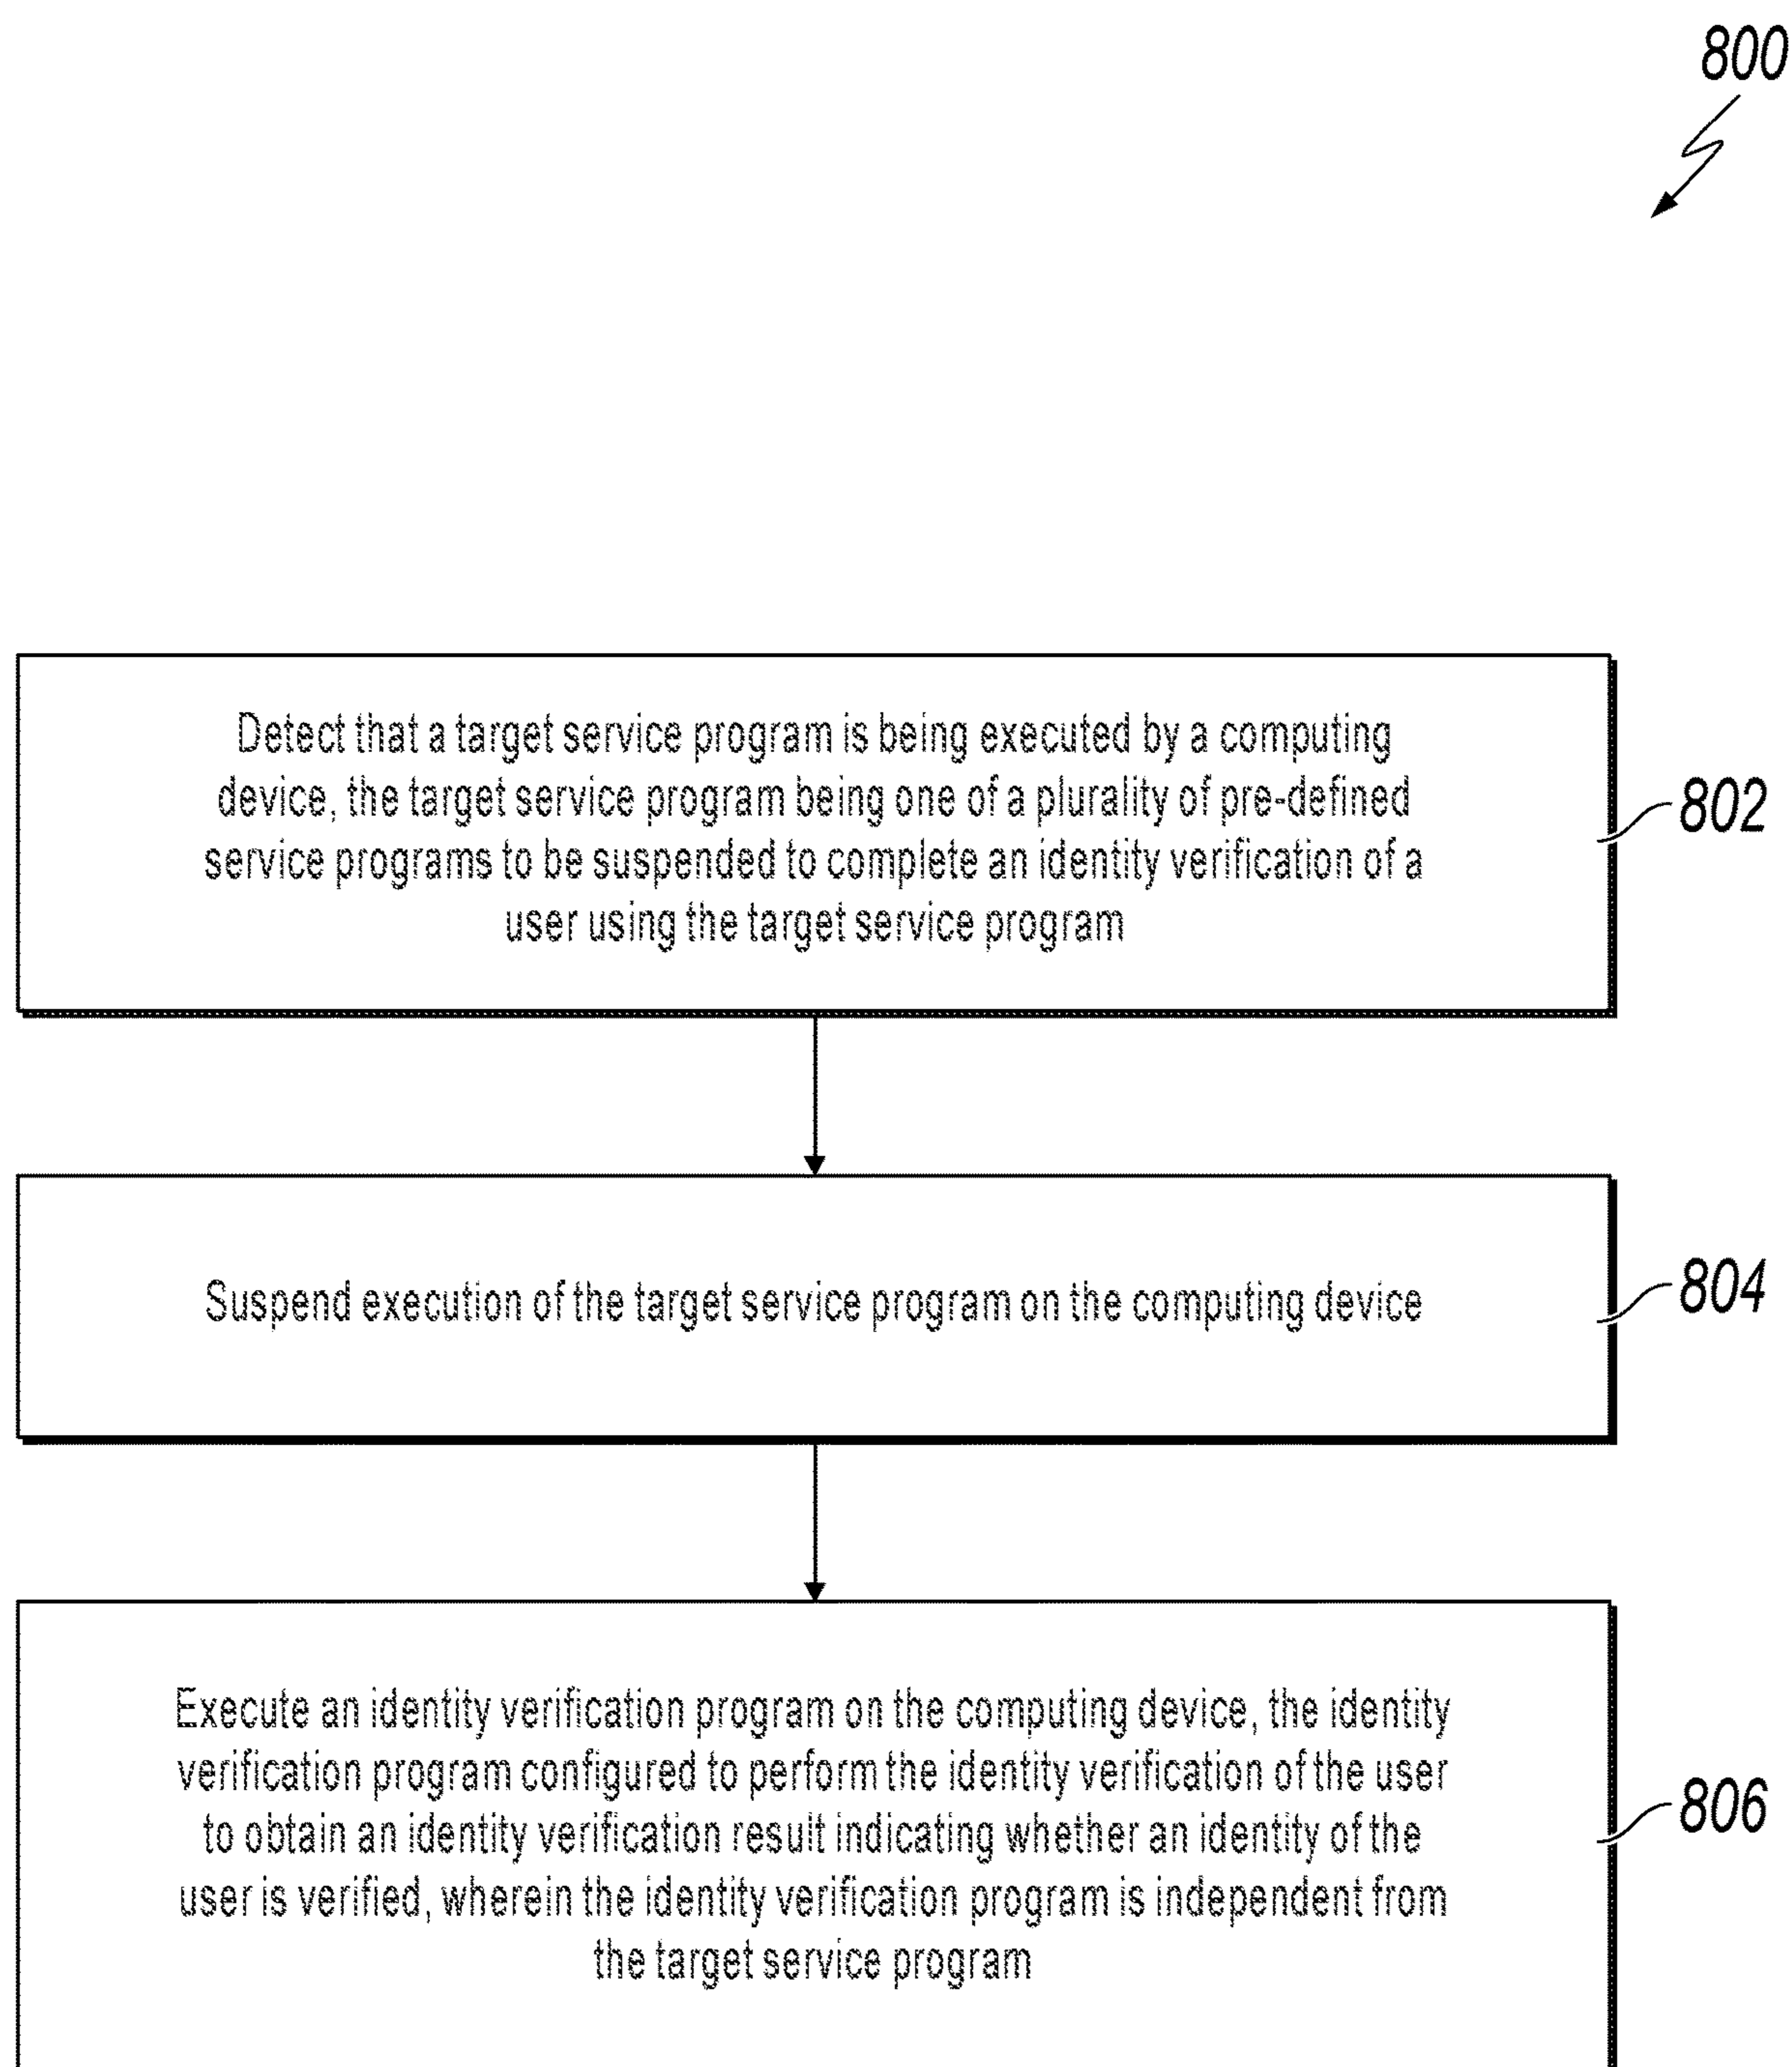 800
Detect that a target service program is being executed by a computing
device, the target service program being one of a plurality of pre-defined
service programs to be suspended to complete an identity verification of a
user using the target service program
802
Suspend execution of the target service program on the computing device
804
Execute an identity verification program on the computing device, the identity
verification program configured to perform the identity verification of the user
to obtain an identity verification result indicating whether an identity of the
user is verified, wherein the identity verification program is independent from
the target service program
806